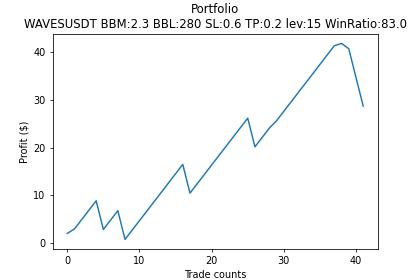 Portfolio
WAVESUSDT BBM:2.3 BBL:280 SL:0.6 TP:0.2 lev:15 WinRatio:83.0
Profit ($)
40
30
20
10
0
0 10 20 30 40
Trade counts